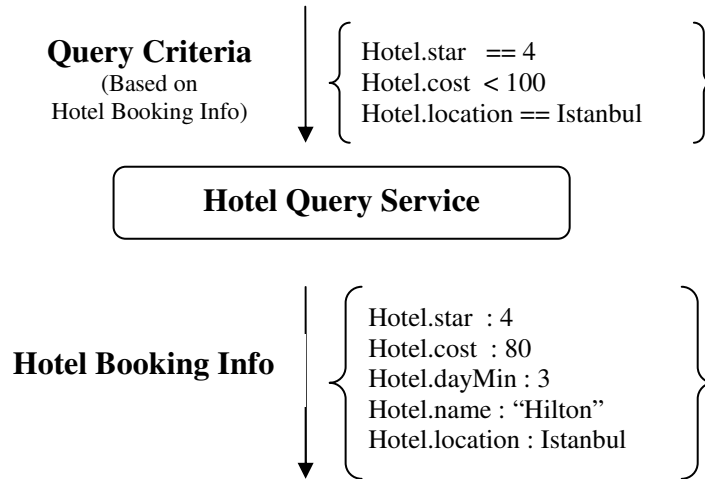 Query Criteria
(Based on
Hotel Booking Info)
Hotel.star == 4
Hotel.cost < 100
Hotel.location == Istanbul
Hotel Query Service
Hotel Booking Info
Hotel.star : 4
Hotel.cost : 80
Hotel.dayMin : 3
Hotel.name : “Hilton”
Hotel.location : Istanbul